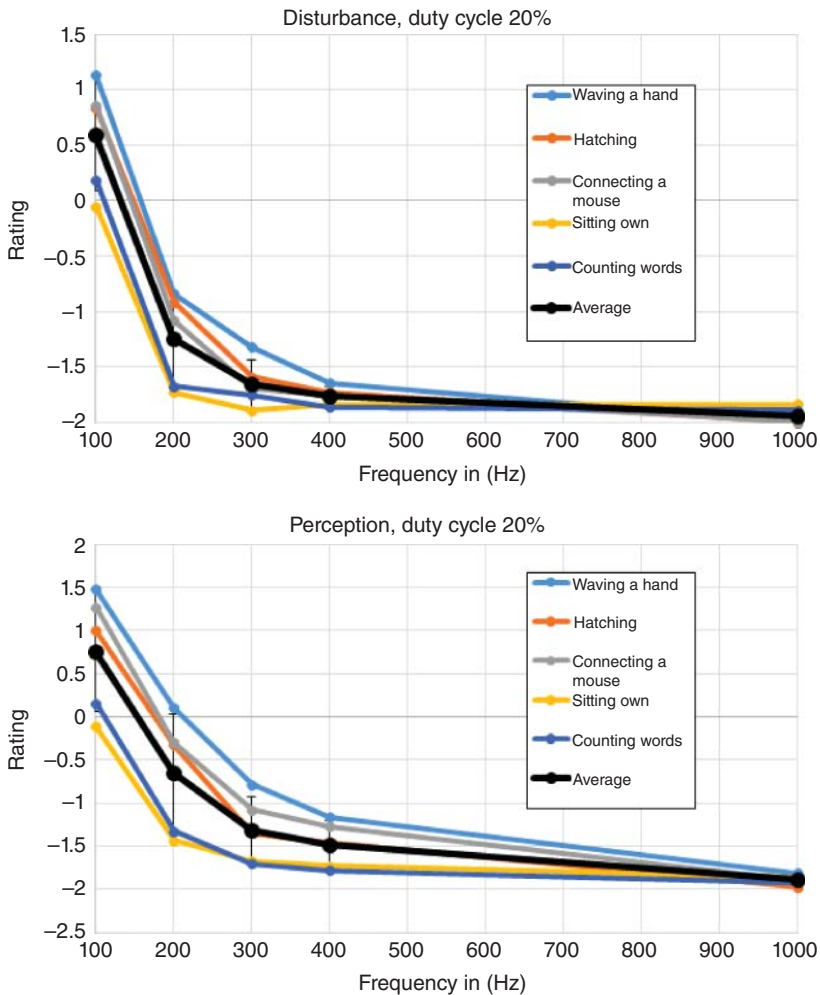 Disturbance, duty cycle 20%
1.5
1
0.5
0
−0.5
−1
−1.5
−2
Rating
Waving a hand
Hatching
Connecting a
mouse
Sitting own
Counting words
Average
100 200 300 400 500 600 700 800 900 1000
Frequency in (Hz)
Perception, duty cycle 20%
2
1.5
1
0.5
0
−0.5
−1
−1.5
−2
−2.5
Rating
Waving a hand
Hatching
Connecting a
mouse
Sitting own
Counting words
Average
100 200 300 400 500 600 700 800 900 1000
Frequency in (Hz)